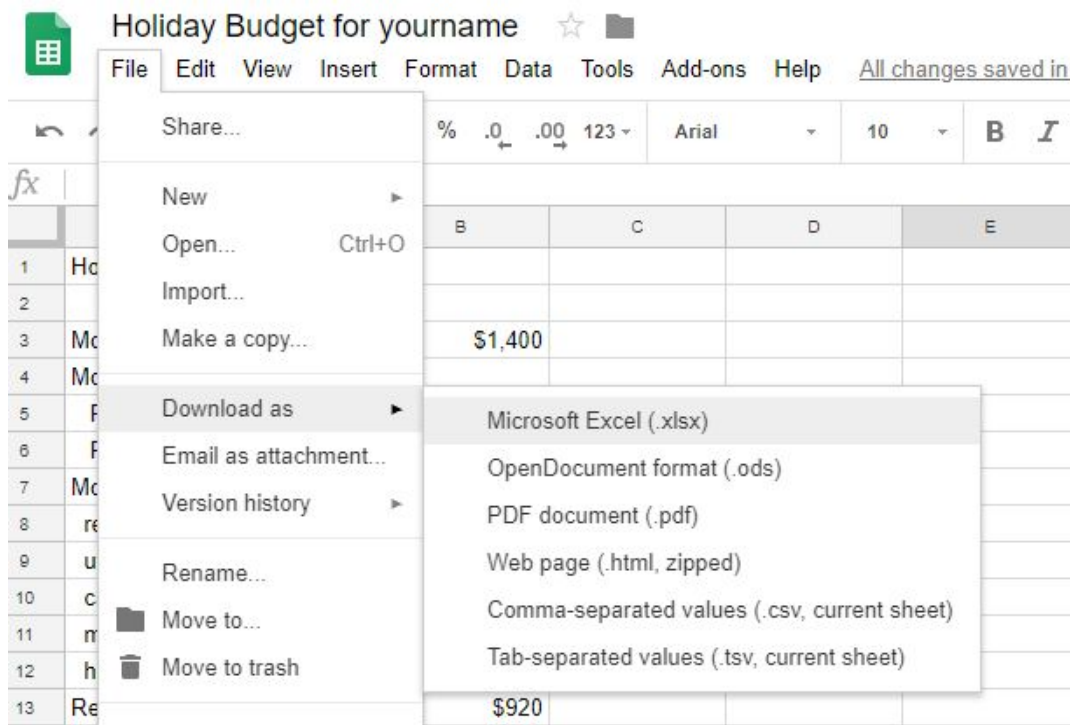 Holiday Budget for yourname
File Edit View Insert Format Data Tools Add-ons Help All changes saved in
% .0 .00 123 Arial 10 B I
fx
B C D E
1 Ho
2
3 Mo $1,400
4 Mo
5
6
7 Mo
8 re
9 u
10 c
11 m
12 h
13 Re $920
Share...
New
Open... Ctrl+O
Import...
Make a copy...
Download as
Email as attachment...
Version history
Rename...
Move to...
Move to trash
Microsoft Excel (.xlsx)
OpenDocument format (.ods)
PDF document (.pdf)
Web page (.html, zipped)
Comma-separated values (.csv, current sheet)
Tab-separated values (.tsv, current sheet)